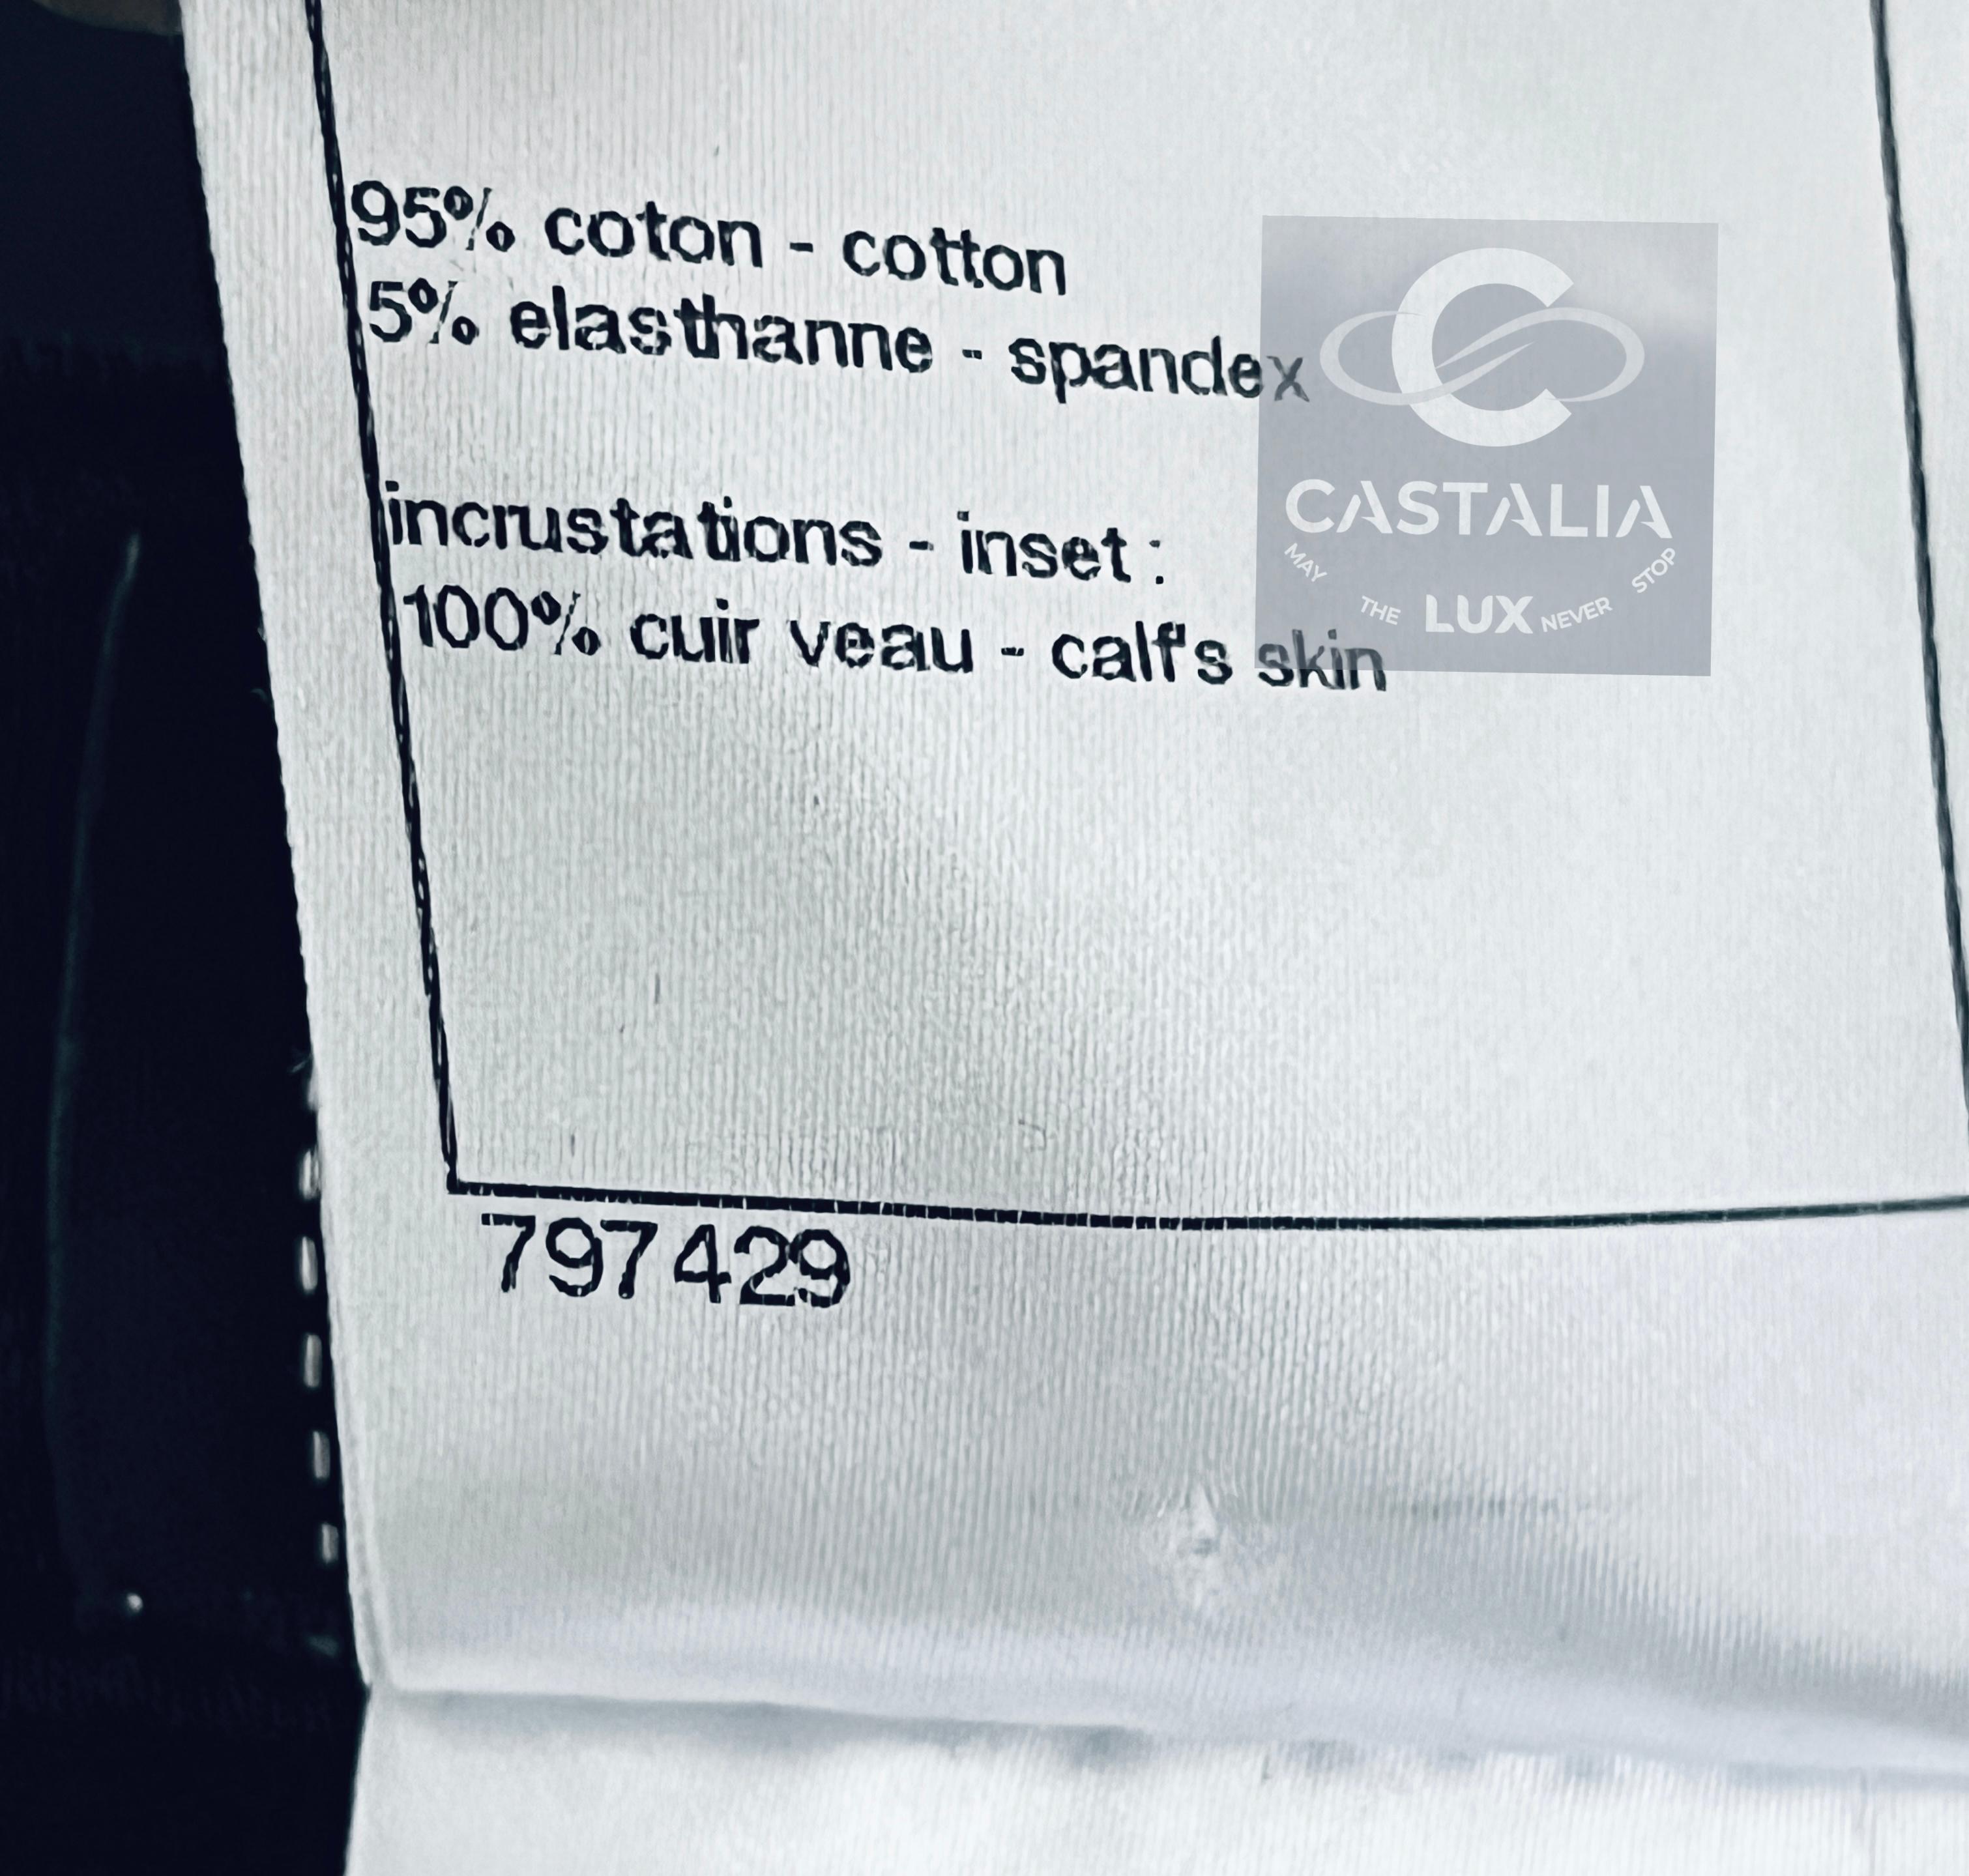 95% coton - cotton
5% elasthanne - spandex
incrustations - inset :
100% cuir veau - calf's skin
797429
CASTALIA
MAY THE LUX NEVER STOP